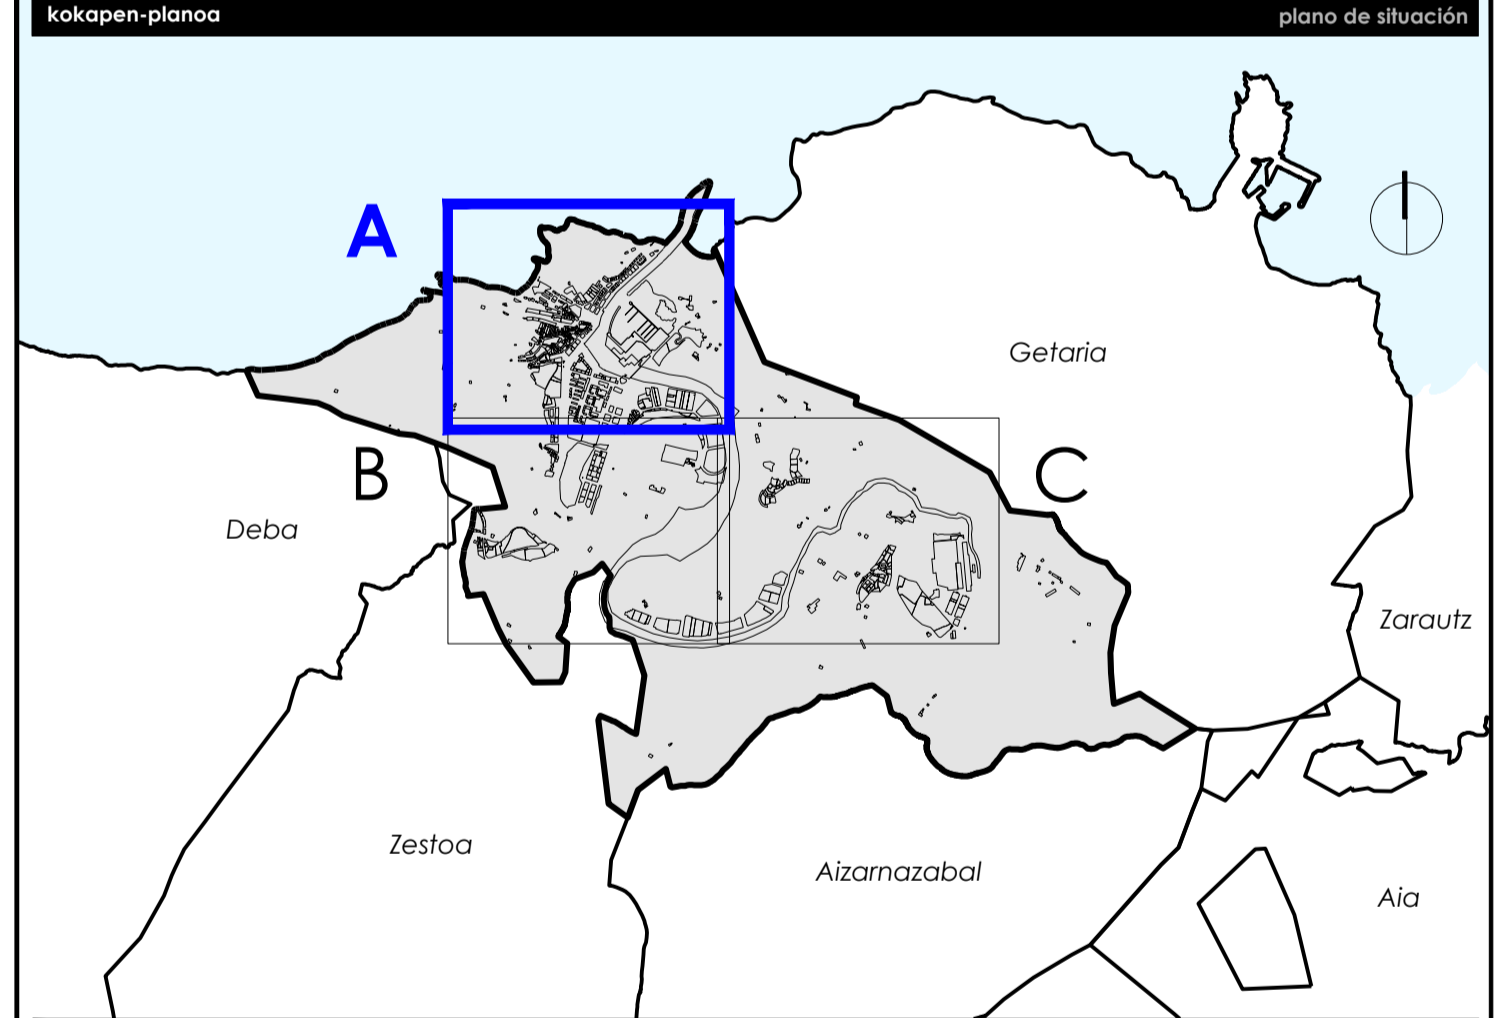 kokapen-planoa
plano de situación
A
Getaria
B
C
Deba
Zarautz
Zestoa
Aizarnazabal
Aia